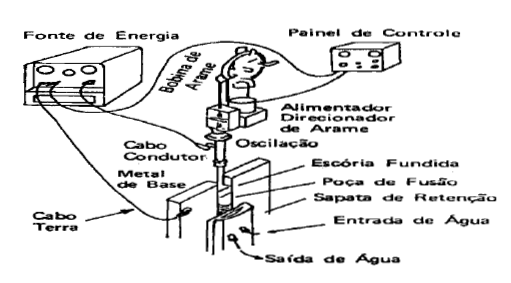 Fonte de Energia
Painel de Controle
Bobina de
Arame
Alimentador
Direcionador
de Arame
Cabo
Condutor
Oscilação
Metal
de Base
Escória Fundida
Poça de Fusão
Sapata de Retenção
Cabo
Terra
Entrada de Água
Saída de Água